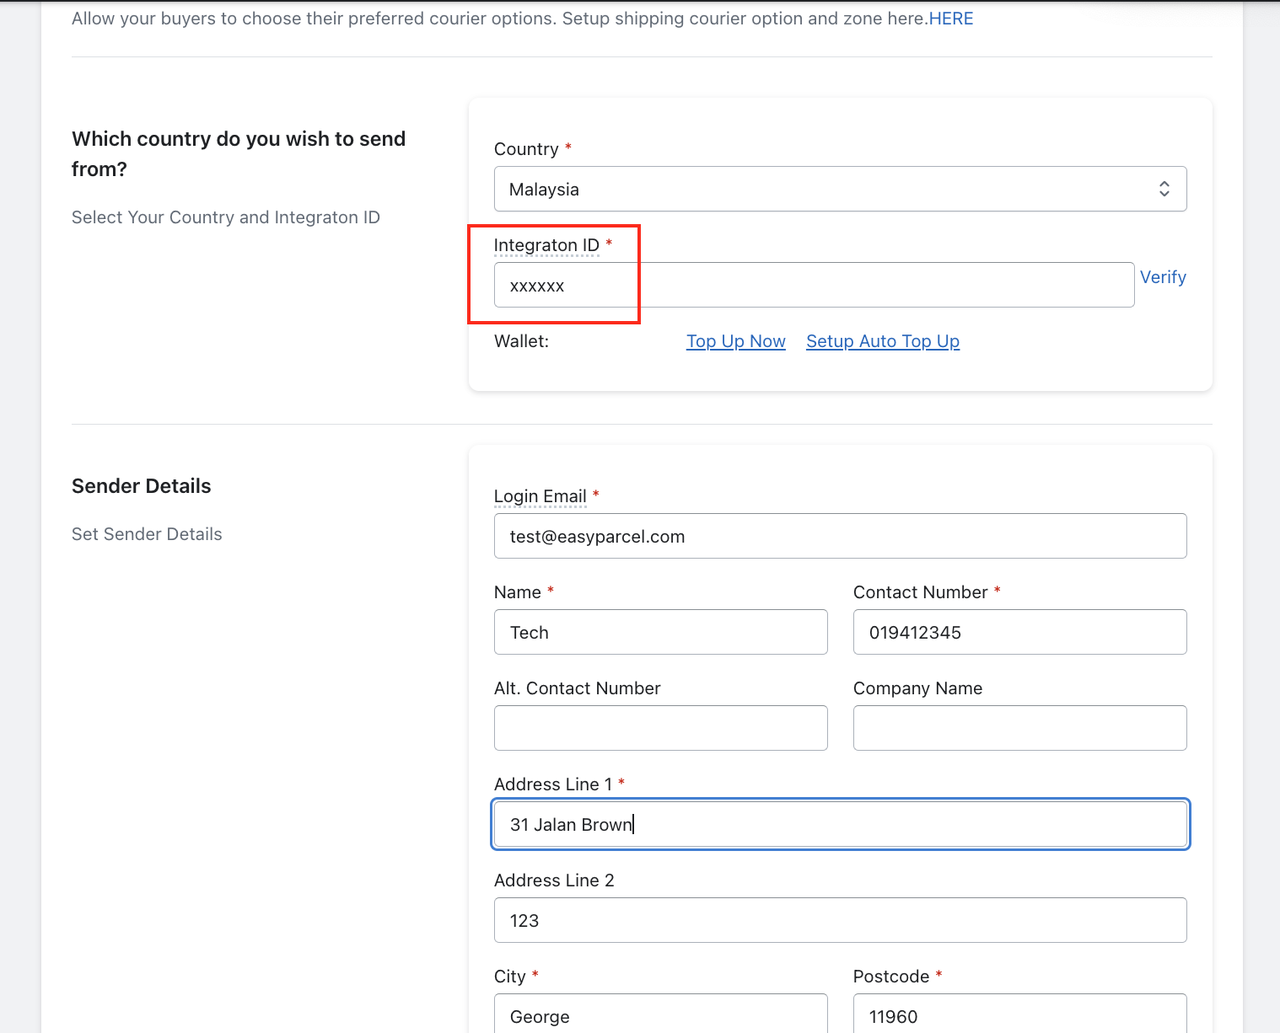 Allow your buyers to choose their preferred courier options. Setup shipping courier option and zone here.HERE
Which country do you wish to send
from?
Select Your Country and Integraton ID
Country *
Malaysia
Integraton ID *
xxxxxx
Verify
Wallet:
Top Up Now
Setup Auto Top Up
Sender Details
Set Sender Details
Login Email *
test@easyparcel.com
Name *
Contact Number *
Tech
019412345
Alt. Contact Number
Company Name
Address Line 1 *
31 Jalan Brown
Address Line 2
123
City *
Postcode *
George
11960